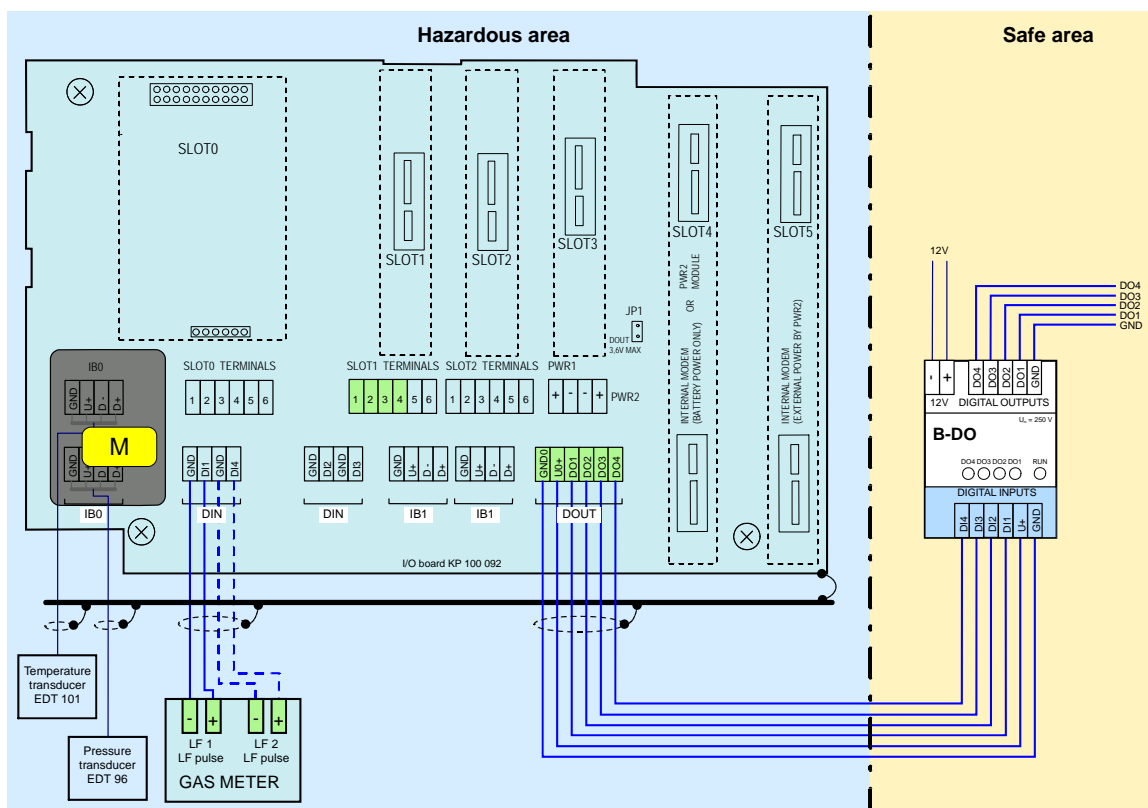 Hazardous area
Safe area
SLOT0
SLOT1
SLOT2
SLOT3
SLOT4
SLOT5
JP1
DOUT
3,6V MAX
INTERNAL MODEM
(BATTERY POWER ONLY)
OR
PWR2
MODULE
INTERNAL MODEM
(EXTERNAL POWER BY PWR2)
IB0
GND U+ D - D+
M
GND U+ D D+
IB0
SLOT0 TERMINALS
1 2 3 4 5 6
SLOT1 TERMINALS
1 2 3 4 5 6
SLOT2 TERMINALS
1 2 3 4 5 6
PWR1
+ - - +
PWR2
GND DI1 GND DI4
DIN
GND DI2 GND DI3
DIN
GND U+ D - D+
IB1
GND U+ D - D+
IB1
GND0 U0+ DO1 DO2 DO3 DO4
DOUT
I/O board KP 100 092
Temperature
transducer
EDT 101
Pressure
transducer
EDT 96
- + - +
LF 1 LF 2
LF pulse LF pulse
GAS METER
12V
DO4
DO3
DO2
DO1
GND
- +
12V
DO4 DO3 DO2 DO1 GND
DIGITAL OUTPUTS
B-DO
= 250 V
DO4 DO3 DO2 DO1 RUN
DIGITAL INPUTS
DI4 DI3 DI2 DI1 U+ GND